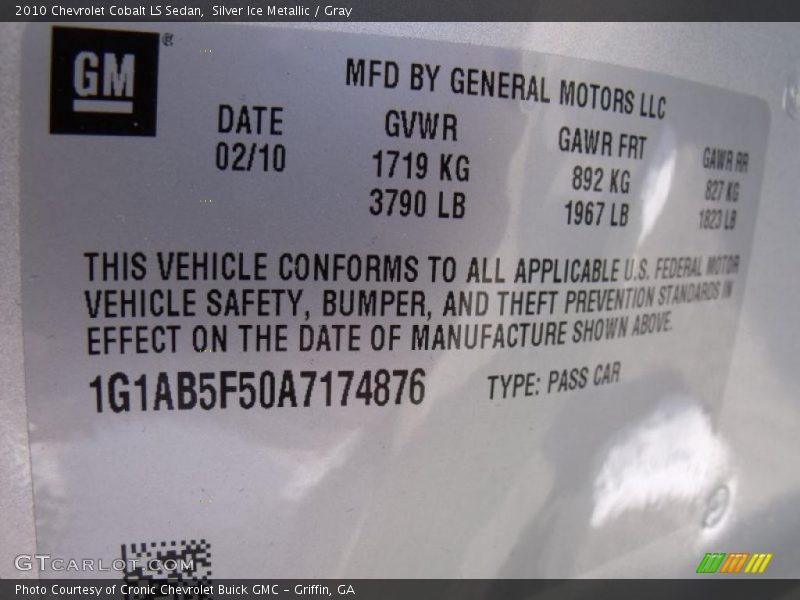 2010 Chevrolet Cobalt LS Sedan,  Silver Ice Metallic / Gray
GM®
MFD BY GENERAL MOTORS LLC
DATE GVWR GAWR FRT GAWR RR
02/10 1719 KG 892 KG 827 KG
3790 LB 1967 LB 1823 LB
THIS VEHICLE CONFORMS TO ALL APPLICABLE U.S. FEDERAL MOTOR
VEHICLE SAFETY, BUMPER, AND THEFT PREVENTION STANDARDS IN
EFFECT ON THE DATE OF MANUFACTURE SHOWN ABOVE.
1G1AB5F50A7174876 TYPE: PASS CAR
GTCARLOT.COM
Photo Courtesy of Cronic Chevrolet Buick GMC – Griffin, GA